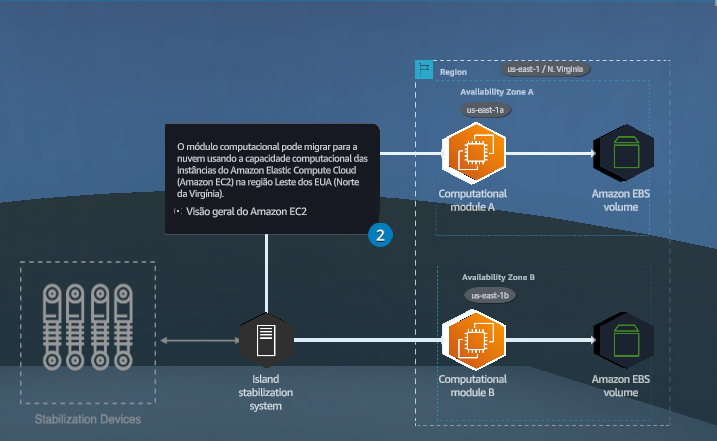 Region
us-east-1 / N. Virginia
Availability Zone A
us-east-1a
O módulo computacional pode migrar para a
nuvem usando a capacidade computacional das
instâncias do Amazon Elastic Compute Cloud
(Amazon EC2) na região Leste dos EUA (Norte
da Virgínia).
Visão geral do Amazon EC2
2
Computational
module A
Amazon EBS
volume
Availability Zone B
us-east-1b
Island
stabilization
system
Computational
module B
Amazon EBS
volume
Stabilization Devices